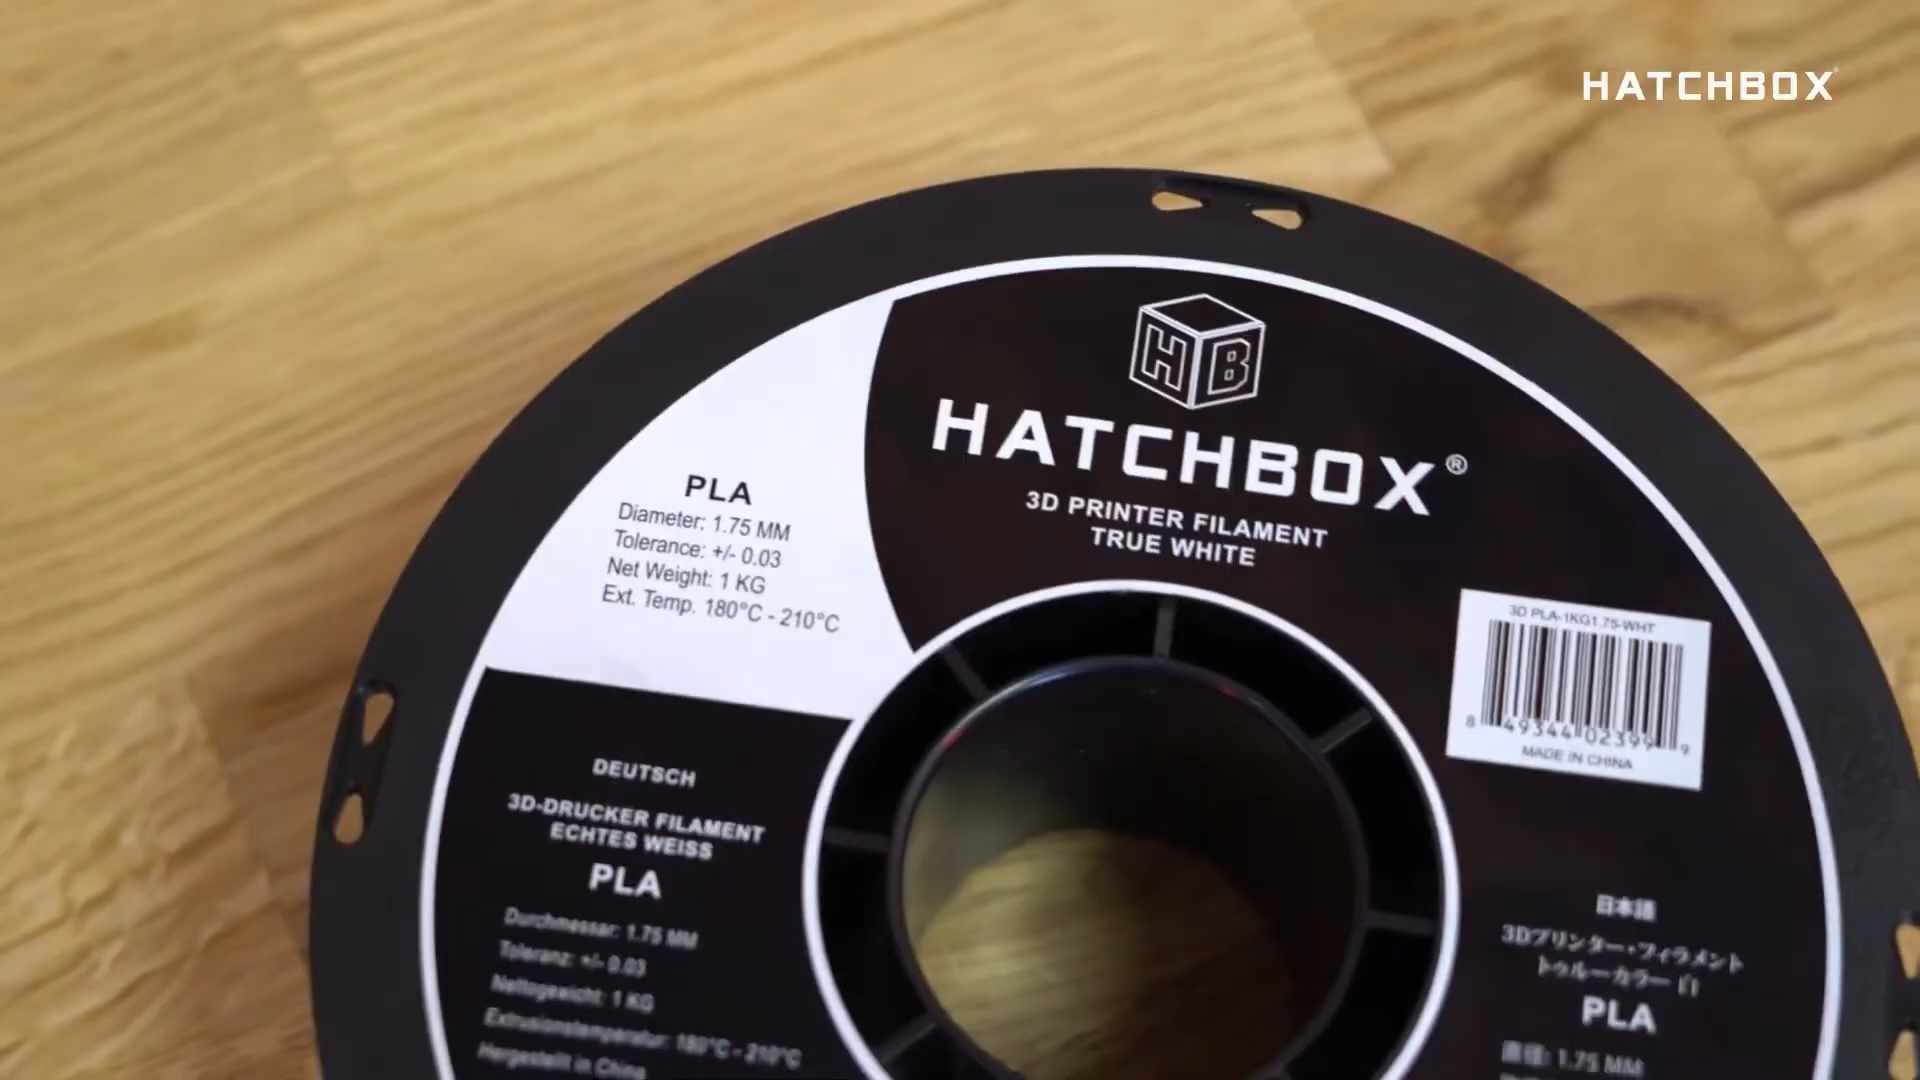 HATCHBOX
HB
HATCHBOX®
3D PRINTER FILAMENT
TRUE WHITE
PLA
Diameter: 1.75 MM
Tolerance: +/- 0.03
Net Weight: 1 KG
Ext. Temp. 180°C - 210°C
3D PLA-1KG1.75-WHT
8 49344 02399 9
MADE IN CHINA
DEUTSCH
3D-DRUCKER FILAMENT
ECHTES WEISS
PLA
Durchmesser: 1.75 MM
Toleranz: +/- 0.03
Nettogewicht: 1 KG
Extrusionstemperatur: 180°C - 210°C
Hergestellt in China
日本語
3Dプリンター・フィラメント
トゥルーカラー 白
PLA
直径: 1.75 MM